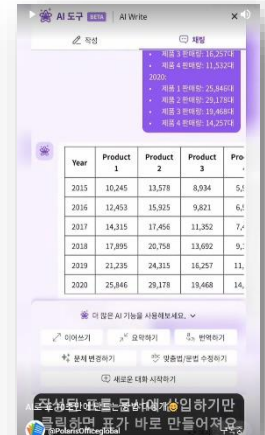 AI 도구 BETA AI Write
작성 채팅
제품 3 판매량: 16,257대
제품 4 판매량: 11,532대
2020:
제품 1 판매량: 25,846대
제품 2 판매량: 29,178대
제품 3 판매량: 19,468대
제품 4 판매량: 14,257대
Year Product 1 Product 2 Product 3
2015 10,245 13,578 8,934
2016 12,453 15,925 9,821
2017 14,315 17,456 11,352
2018 17,895 20,758 13,692
2019 21,235 24,315 16,257
2020 25,846 29,178 19,468
더 많은 AI 기능을 사용해보세요.
이어쓰기 요약하기 번역하기
문체 변경하기 맞춤법/문법 수정하기
새로운 대화 시작하기
삽입하기만
클릭하면 표가 바로 만들어져요
@PolarisOfficeglobal